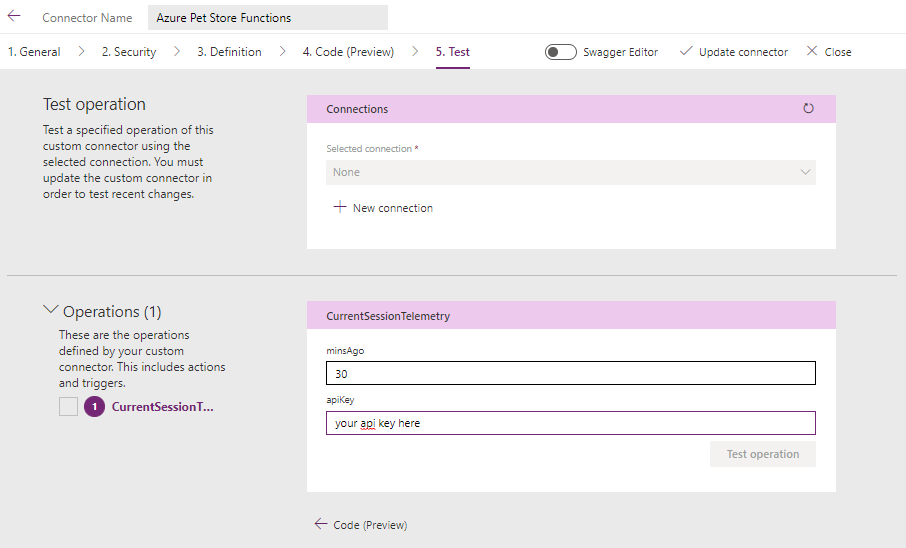 Connector Name Azure Pet Store Functions
1. General 2. Security 3. Definition 4. Code (Preview) 5. Test Swagger Editor Update connector Close
Test operation
Test a specified operation of this
custom connector using the
selected connection. You must
update the custom connector in
order to test recent changes.
Connections
Selected connection *
None
New connection
Operations (1)
These are the operations
defined by your custom
connector. This includes actions
and triggers.
1 CurrentSessionT...
CurrentSessionTelemetry
minsAgo
30
apiKey
your api key here
Test operation
Code (Preview)